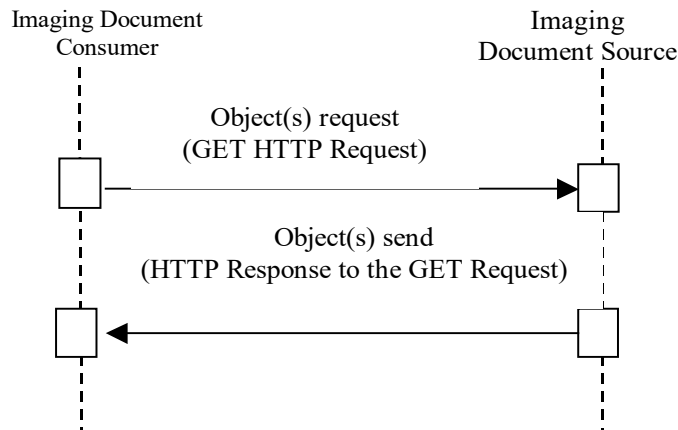 Imaging Document
Consumer
Imaging
Document Source
Object(s) request
(GET HTTP Request)
Object(s) send
(HTTP Response to the GET Request)